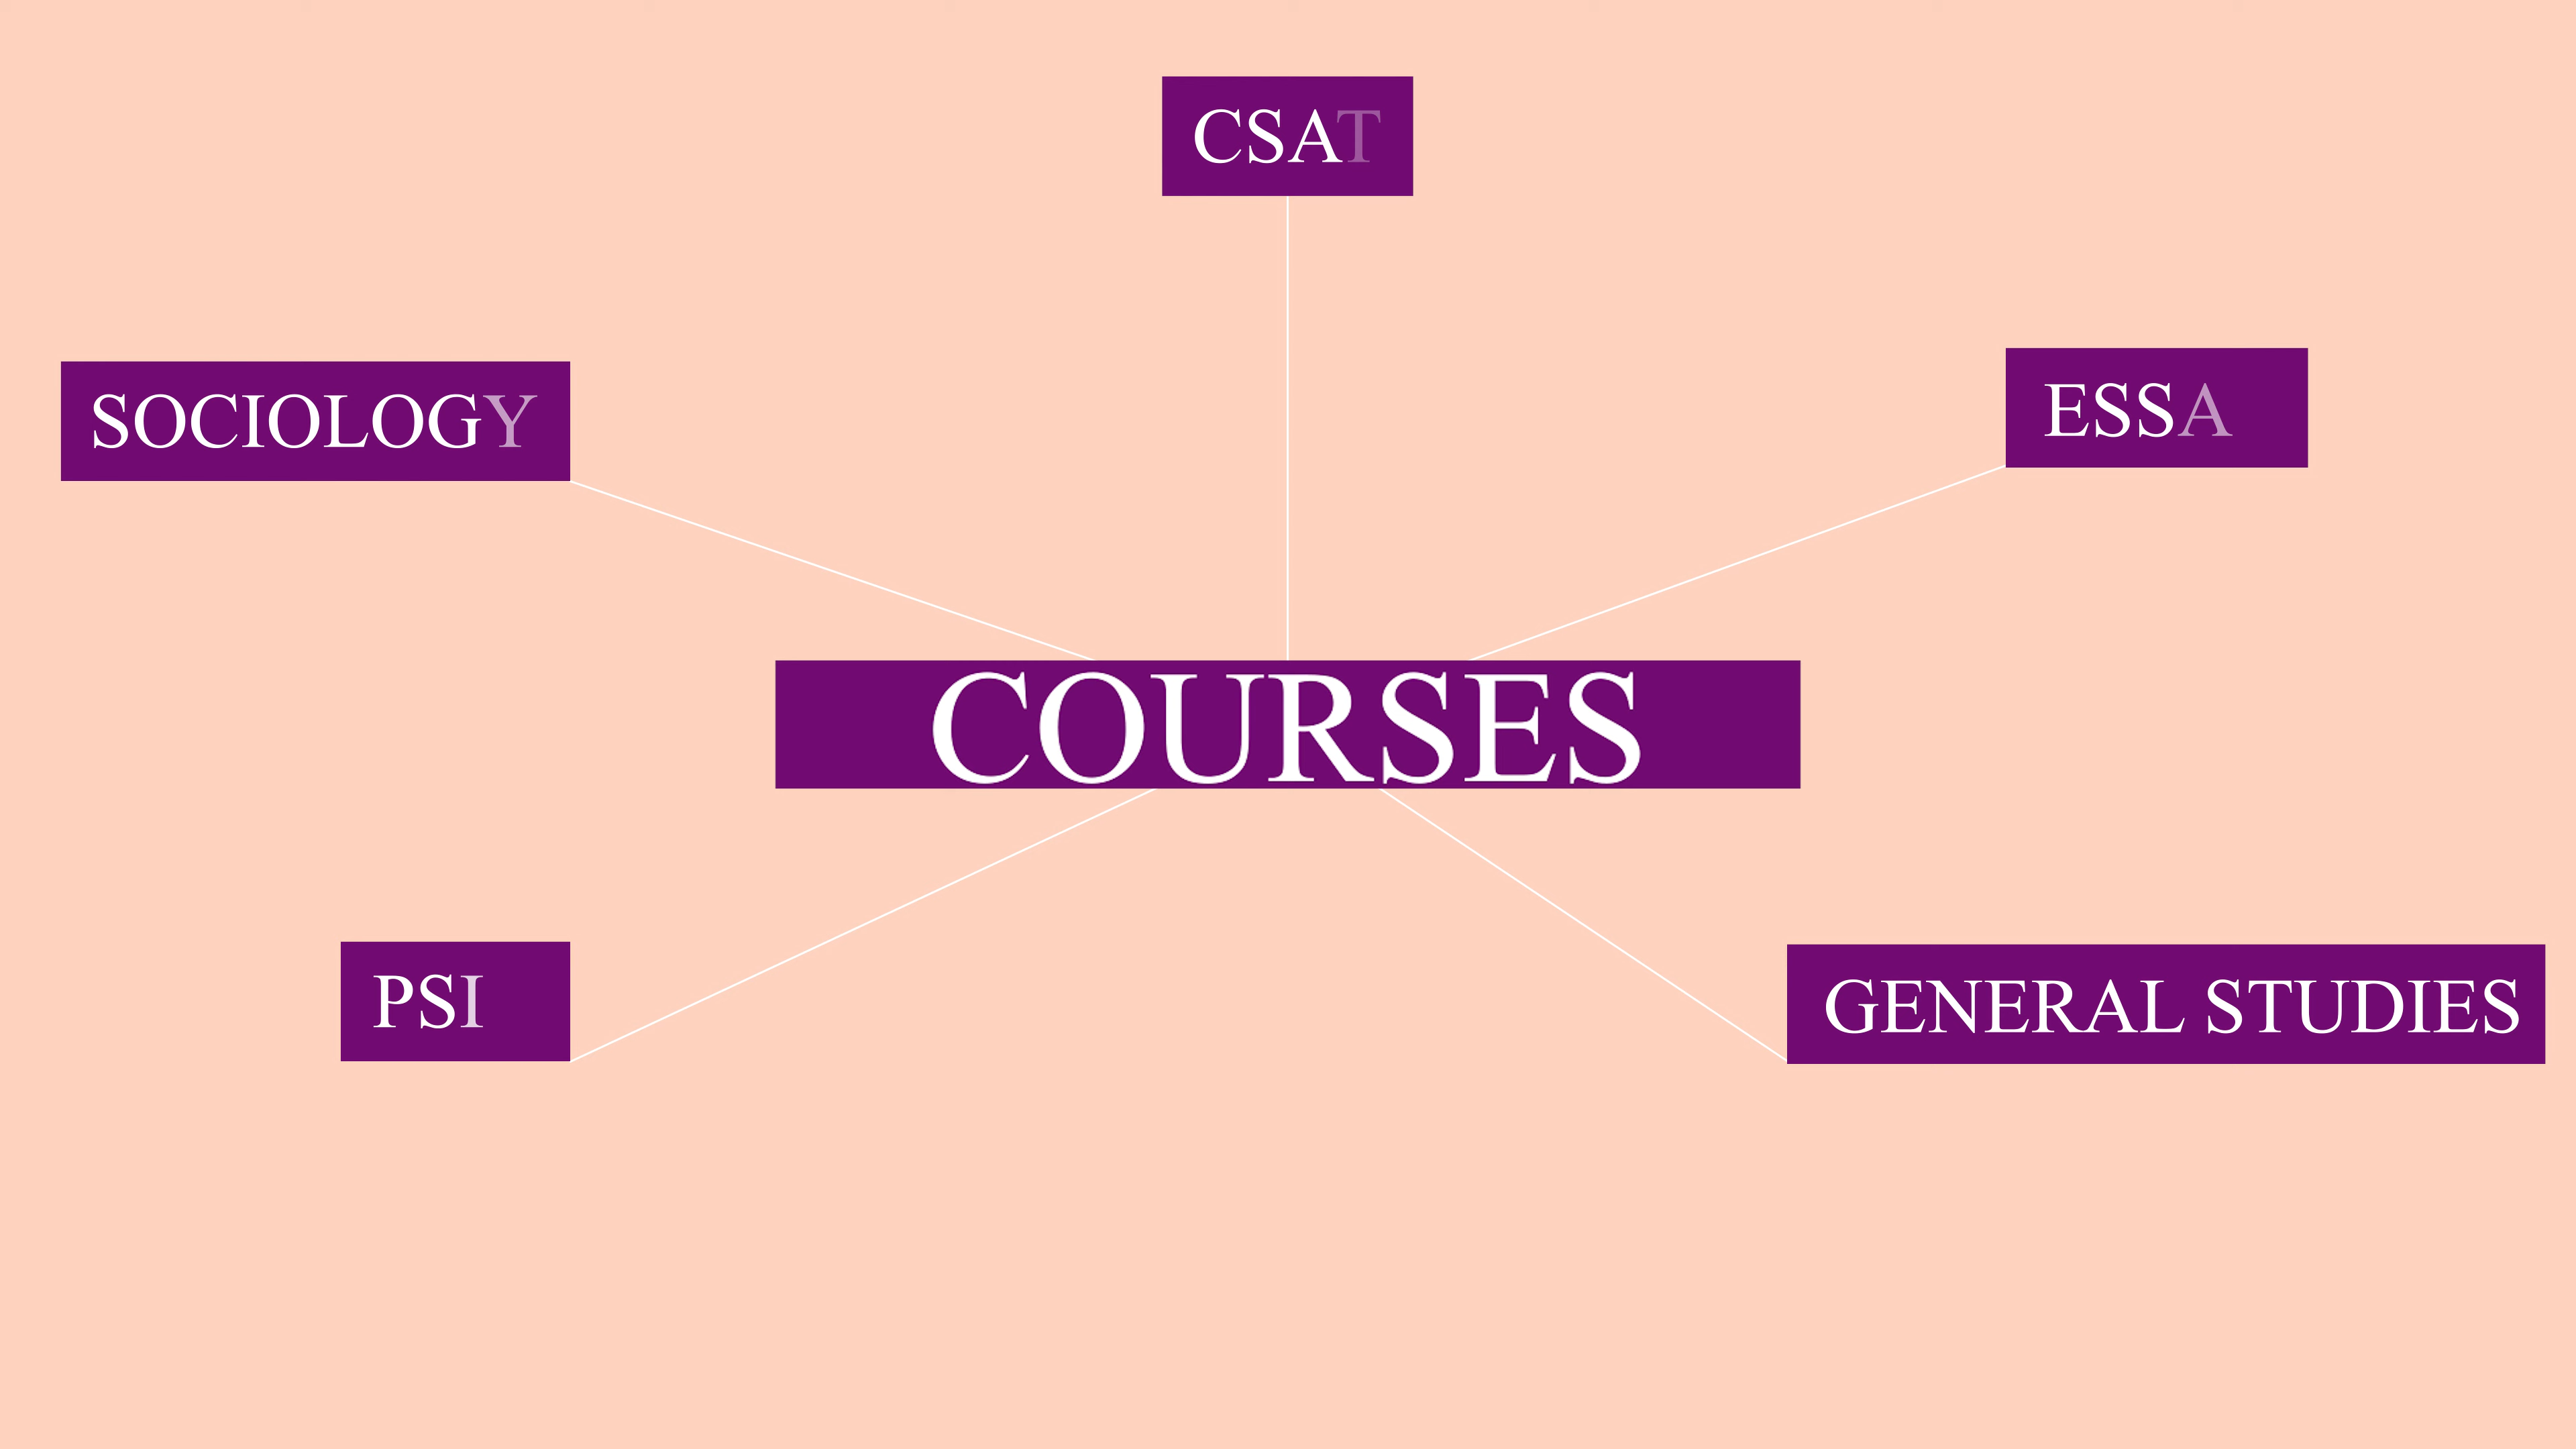 CSAT
SOCIOLOGY
ESSA
COURSES
PSI
GENERAL STUDIES